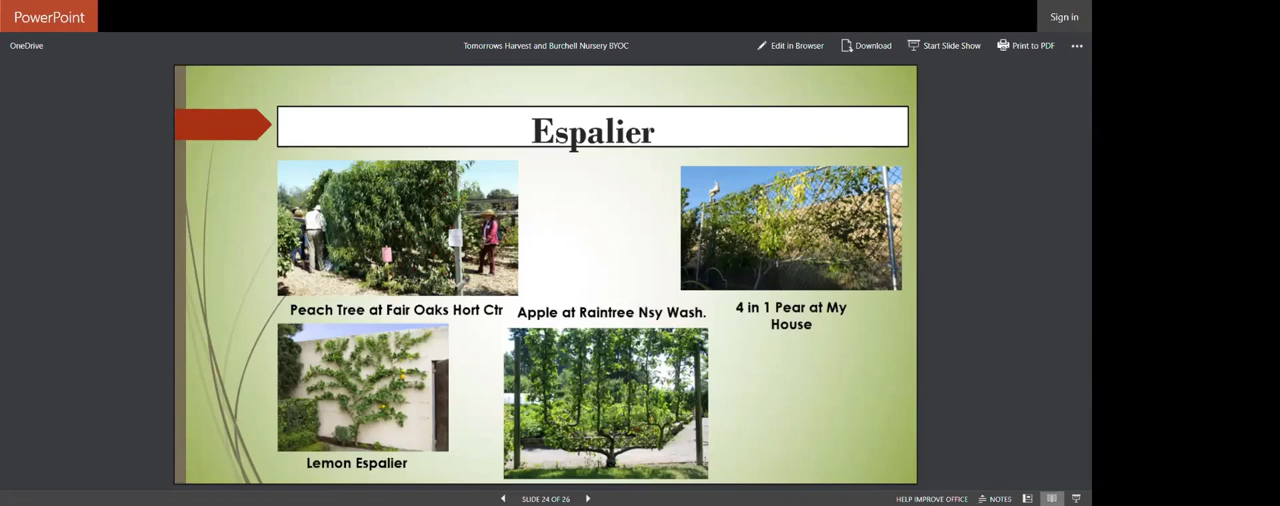 PowerPoint
Sign in
OneDrive
Tomorrows Harvest and Burchell Nursery BYOC
Edit in Browser
Download
Start Slide Show
Print to PDF
Espalier
Peach Tree at Fair Oaks Hort Ctr
Apple at Raintree Nsy Wash.
4 in 1 Pear at My
House
Lemon Espalier
SLIDE 24 OF 26
HELP IMPROVE OFFICE
NOTES